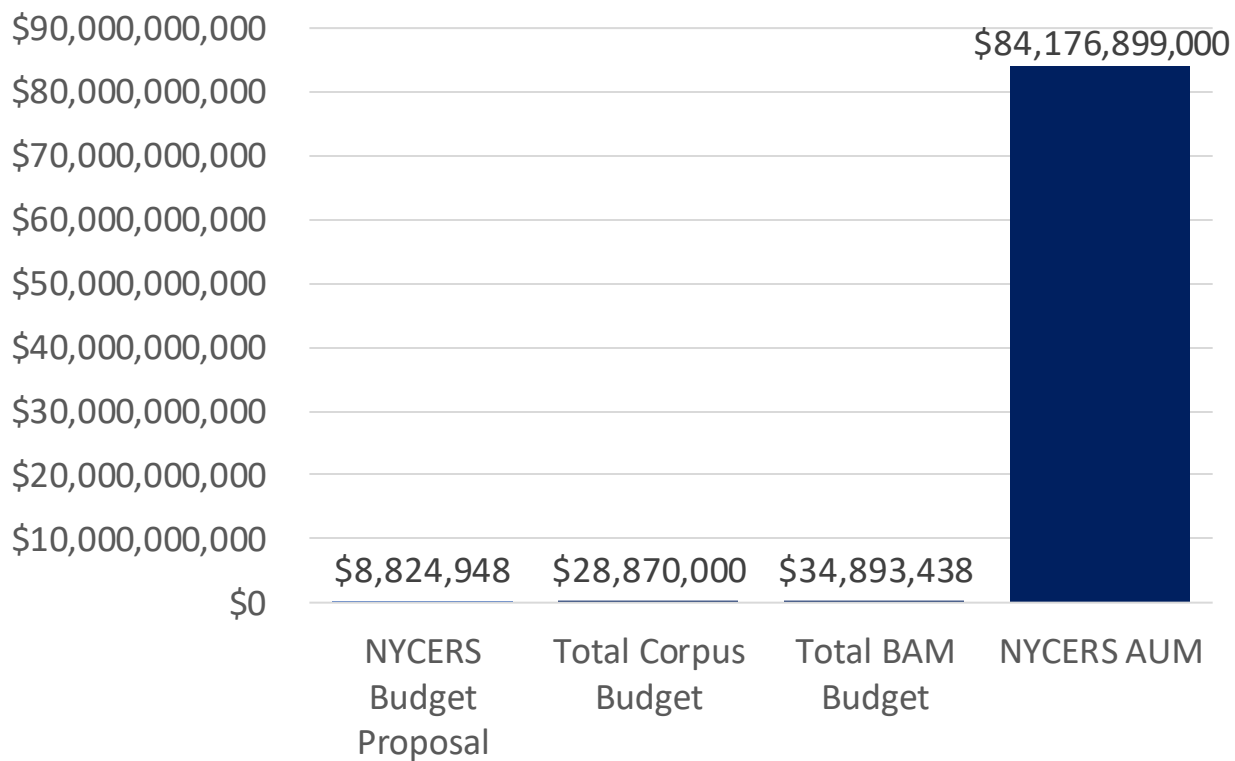 $90,000,000,000
$80,000,000,000
$70,000,000,000
$60,000,000,000
$50,000,000,000
$40,000,000,000
$30,000,000,000
$20,000,000,000
$10,000,000,000
$0
$8,824,948
$28,870,000
$34,893,438
$84,176,899,000
NYCERS
Budget
Proposal
Total Corpus
Budget
Total BAM
Budget
NYCERS AUM